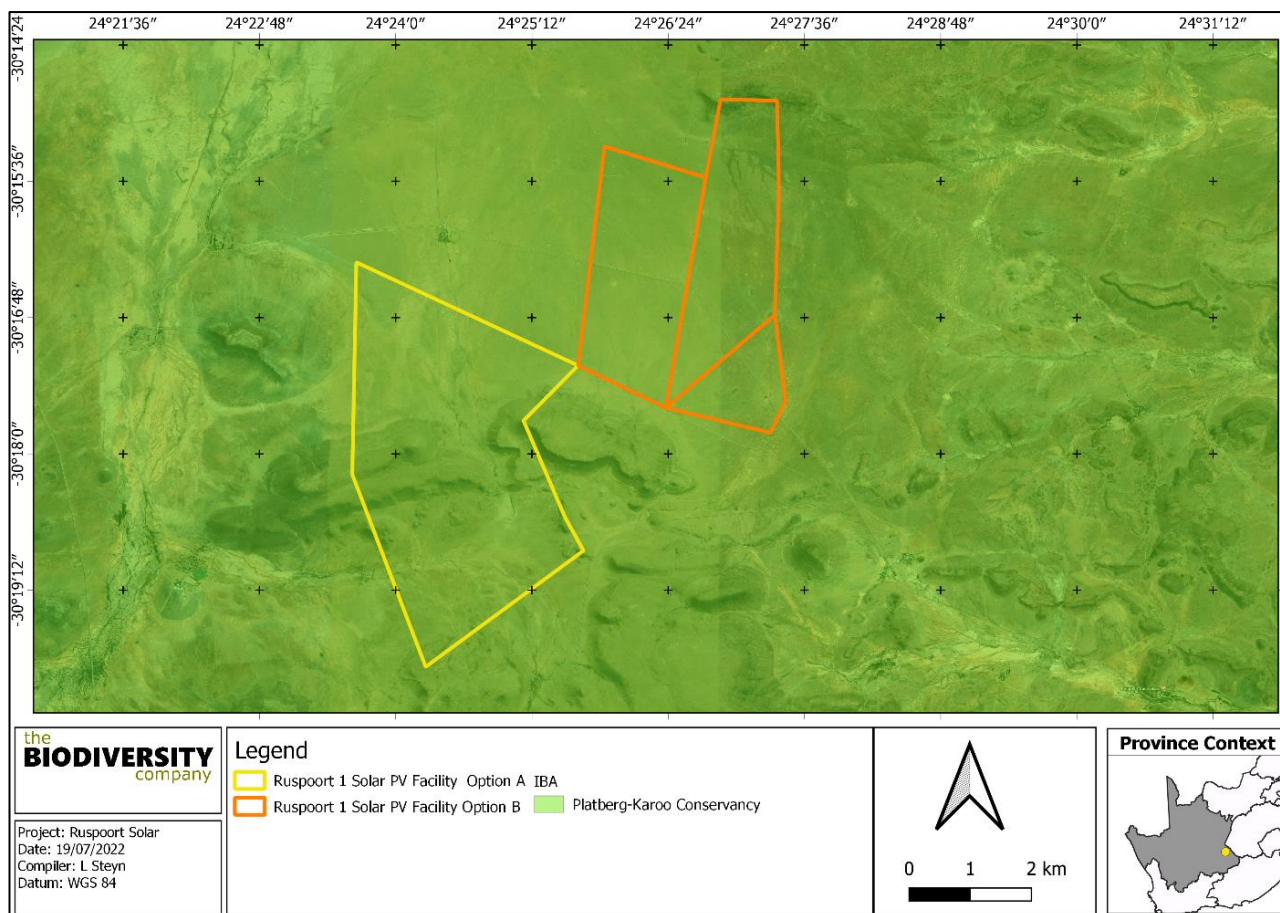 24°21'36″ 24°22'48″ 24°24'0″ 24°25'12″ 24°26'24″ 24°27'36″ 24°28'48″ 24°30'0″ 24°31'12″
-30°14'24
-30°15'36″
-30°16'48″
-30°18'0″
-30°19'12″
the
BIODIVERSITY
company
Project: Ruspoort Solar
Date: 19/07/2022
Compiler: L Steyn
Datum: WGS 84
Legend
Ruspoort 1 Solar PV Facility Option A IBA
Ruspoort 1 Solar PV Facility Option B Platberg-Karoo Conservancy
0 1 2 km
Province Context